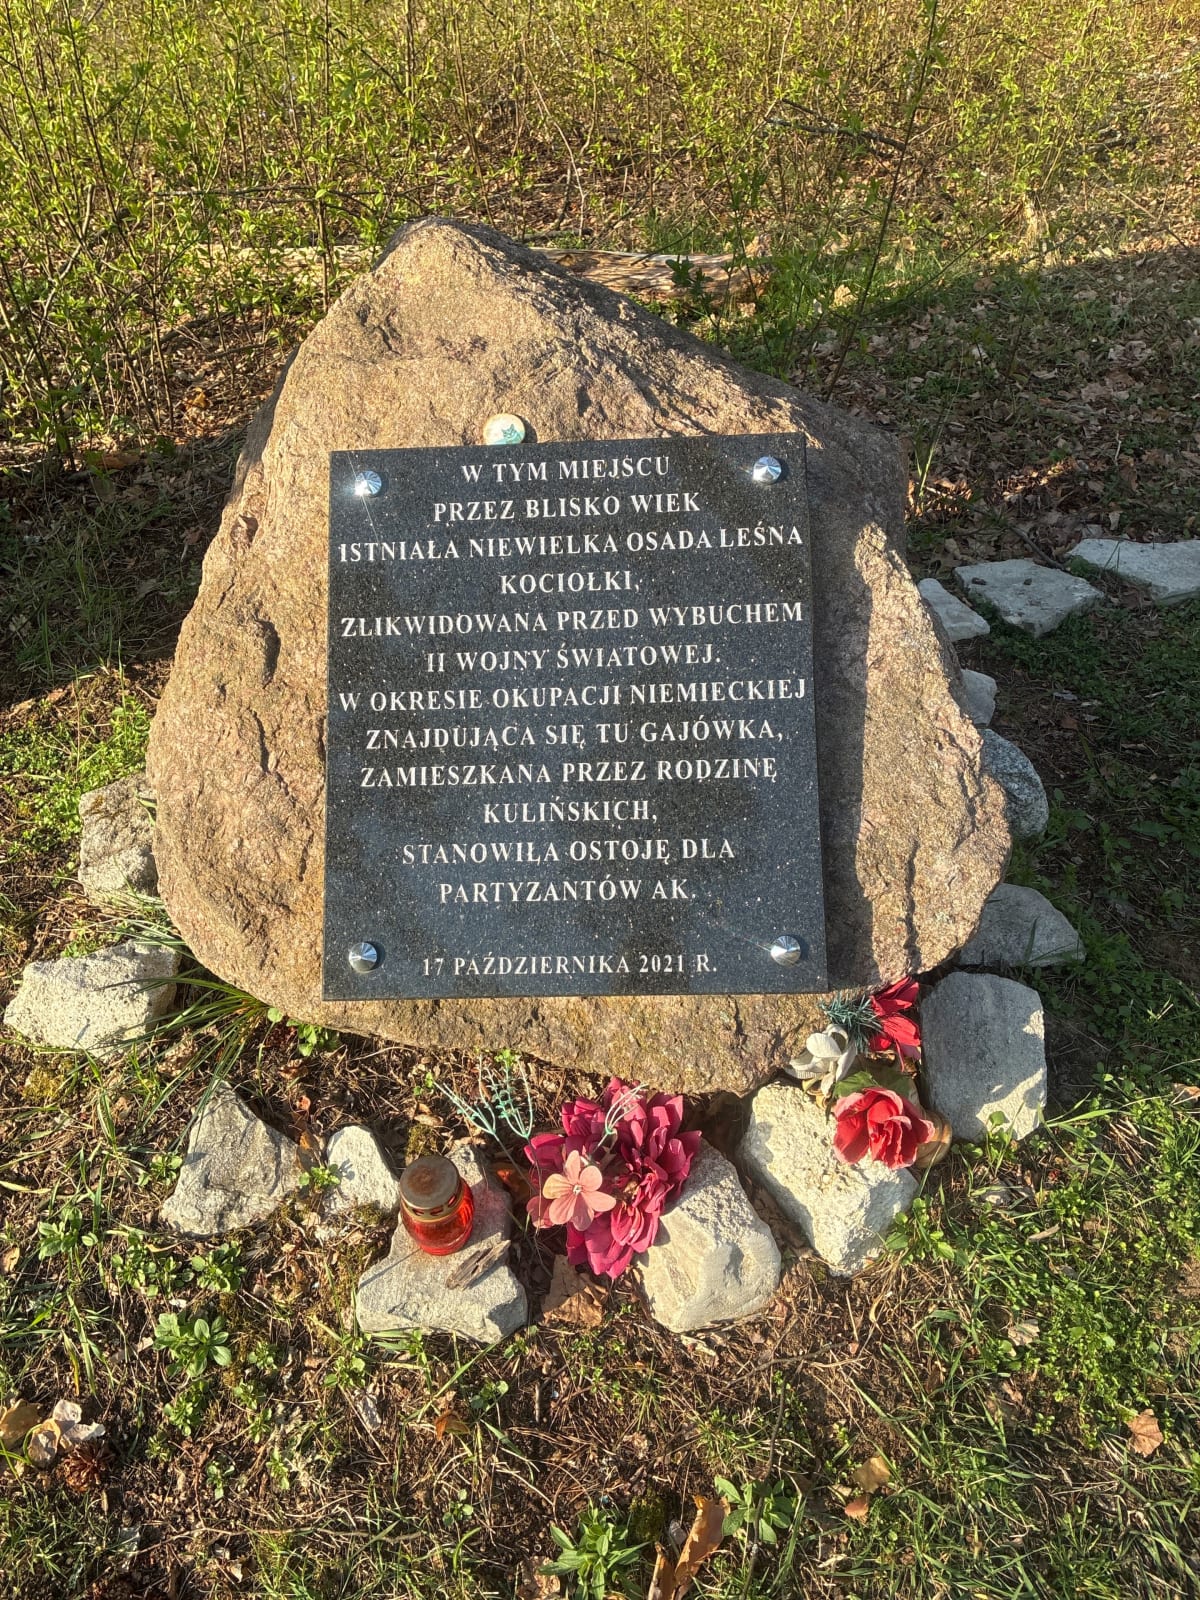 W TYM MIEJSCU
PRZEZ BLISKO WIEK
ISTNIAŁA NIEWIELKA OSADA LEŚNA
KOCIOŁKI,
ZLIKWIDOWANA PRZED WYBUCHEM
II WOJNY ŚWIATOWEJ.
W OKRESIE OKUPACJI NIEMIECKIEJ
ZNAJDUJĄCA SIĘ TU GAJÓWKA,
ZAMIESZKANA PRZEZ RODZINĘ
KULIŃSKICH,
STANOWIŁA OSTOJĘ DLA
PARTYZANTÓW AK.
17 PAŹDZIERNIKA 2021 R.